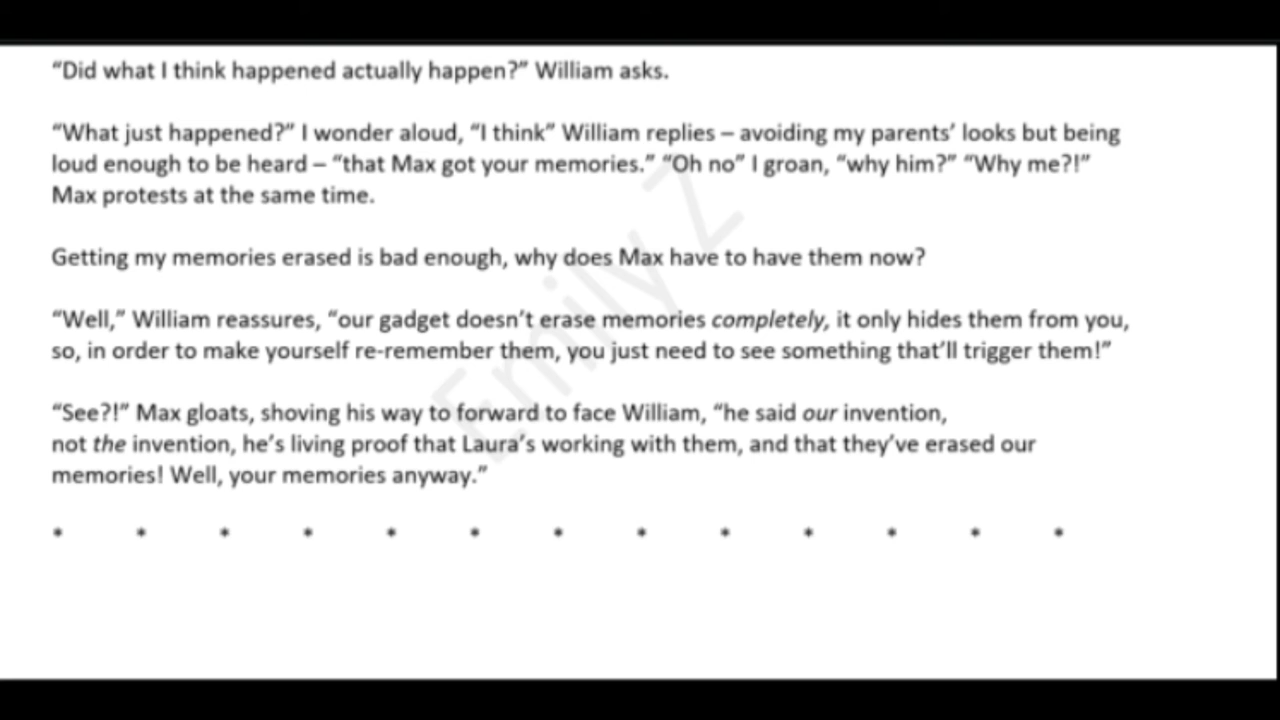 “Did what I think happened actually happen?” William asks.
“What just happened?” I wonder aloud, “I think” William replies – avoiding my parents’ looks but being
loud enough to be heard – “that Max got your memories.” “Oh no” I groan, “why him?” “Why me?!”
Max protests at the same time.
Getting my memories erased is bad enough, why does Max have to have them now?
“Well,” William reassures, “our gadget doesn’t erase memories completely, it only hides them from you,
so, in order to make yourself re-remember them, you just need to see something that’ll trigger them!”
“See?!” Max gloats, shoving his way to forward to face William, “he said our invention,
not the invention, he’s living proof that Laura’s working with them, and that they’ve erased our
memories! Well, your memories anyway.”
* * * * * * * * * * * * *
Emily Z